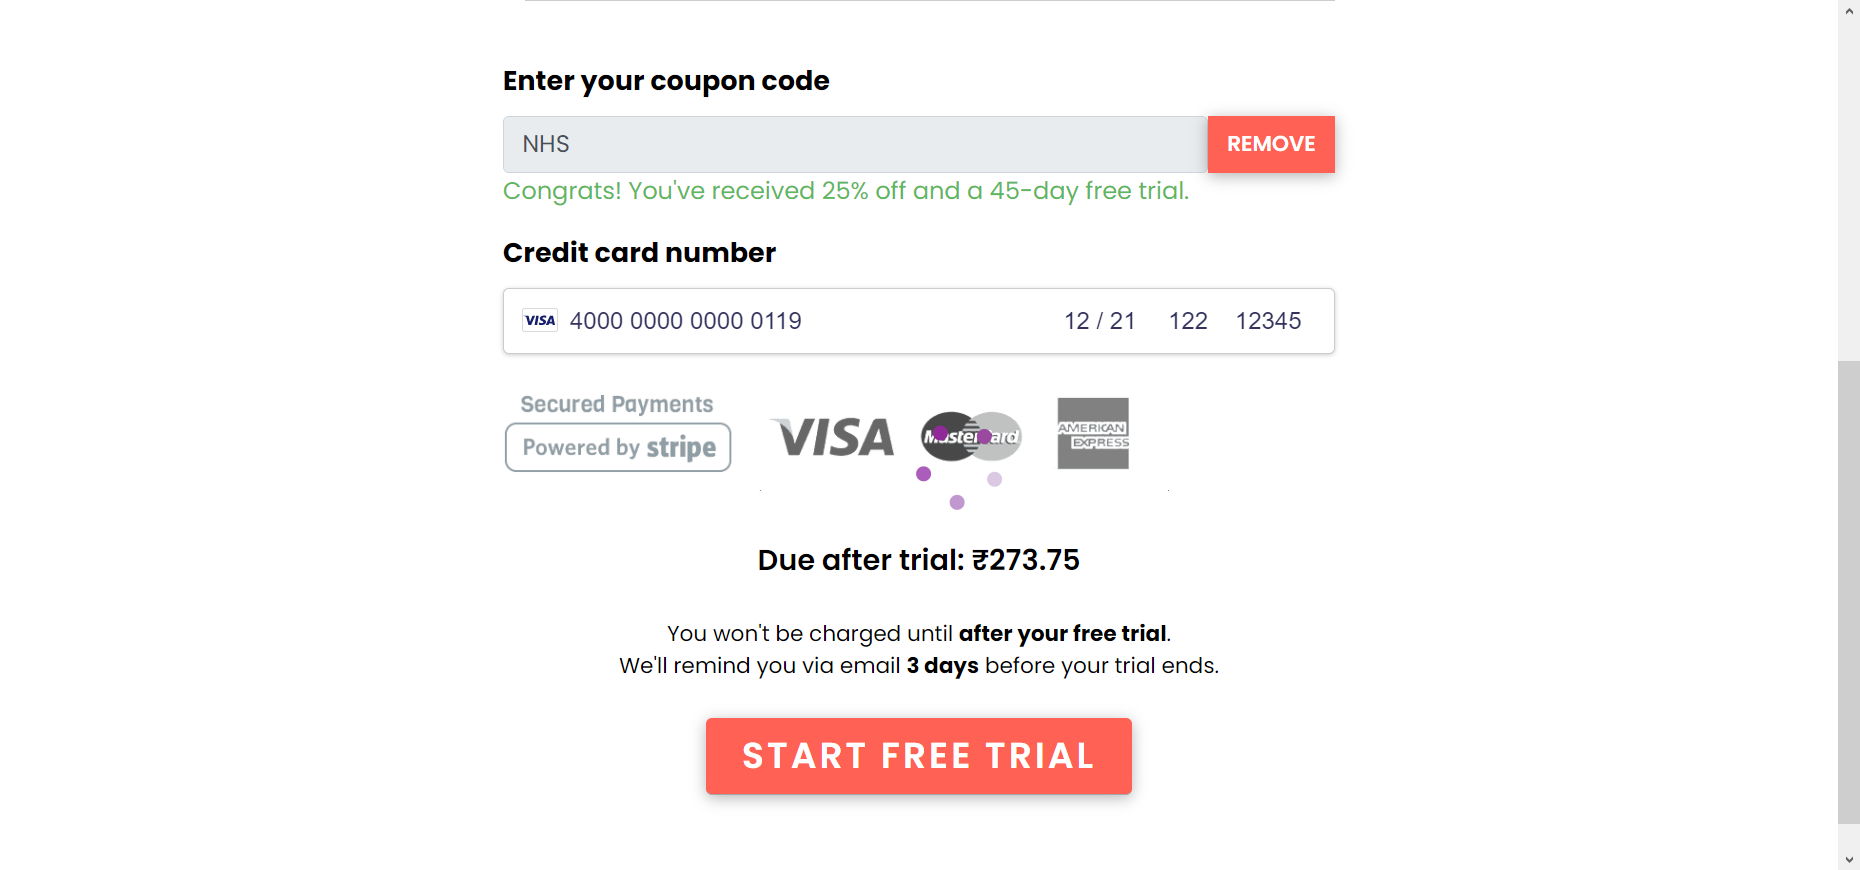 Enter your coupon code
NHS
REMOVE
Congrats! You've received 25% off and a 45-day free trial.
Credit card number
VISA 4000 0000 0000 0119 12 / 21 122 12345
Secured Payments
Powered by stripe
VISA
MasterCard
AMERICAN
EXPRESS
Due after trial: ₹273.75
You won't be charged until after your free trial.
We'll remind you via email 3 days before your trial ends.
START FREE TRIAL